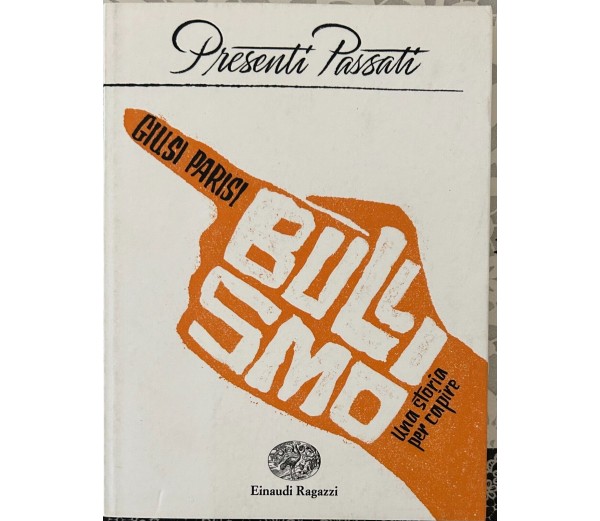 Presenti Passati
GIUSI PARISI
BULLI
SMO
Una storia
per capire
Einaudi Ragazzi